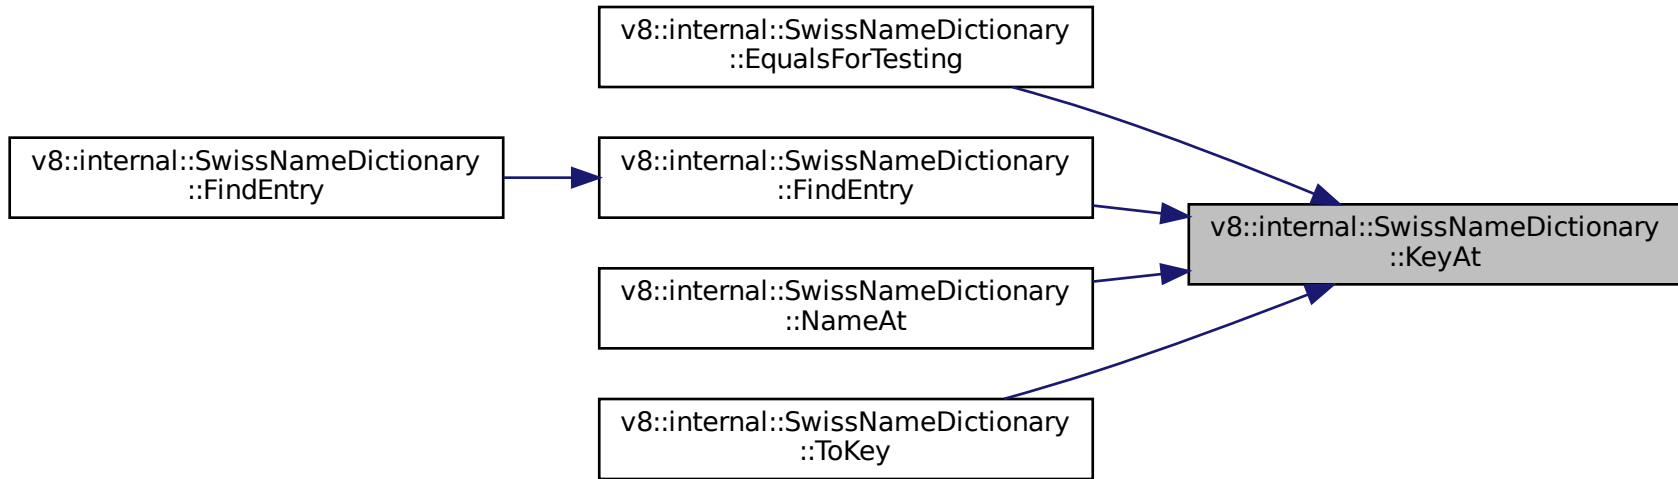 v8::internal::SwissNameDictionary
::EqualsForTesting
v8::internal::SwissNameDictionary
::FindEntry
v8::internal::SwissNameDictionary
::FindEntry
v8::internal::SwissNameDictionary
::KeyAt
v8::internal::SwissNameDictionary
::NameAt
v8::internal::SwissNameDictionary
::ToKey